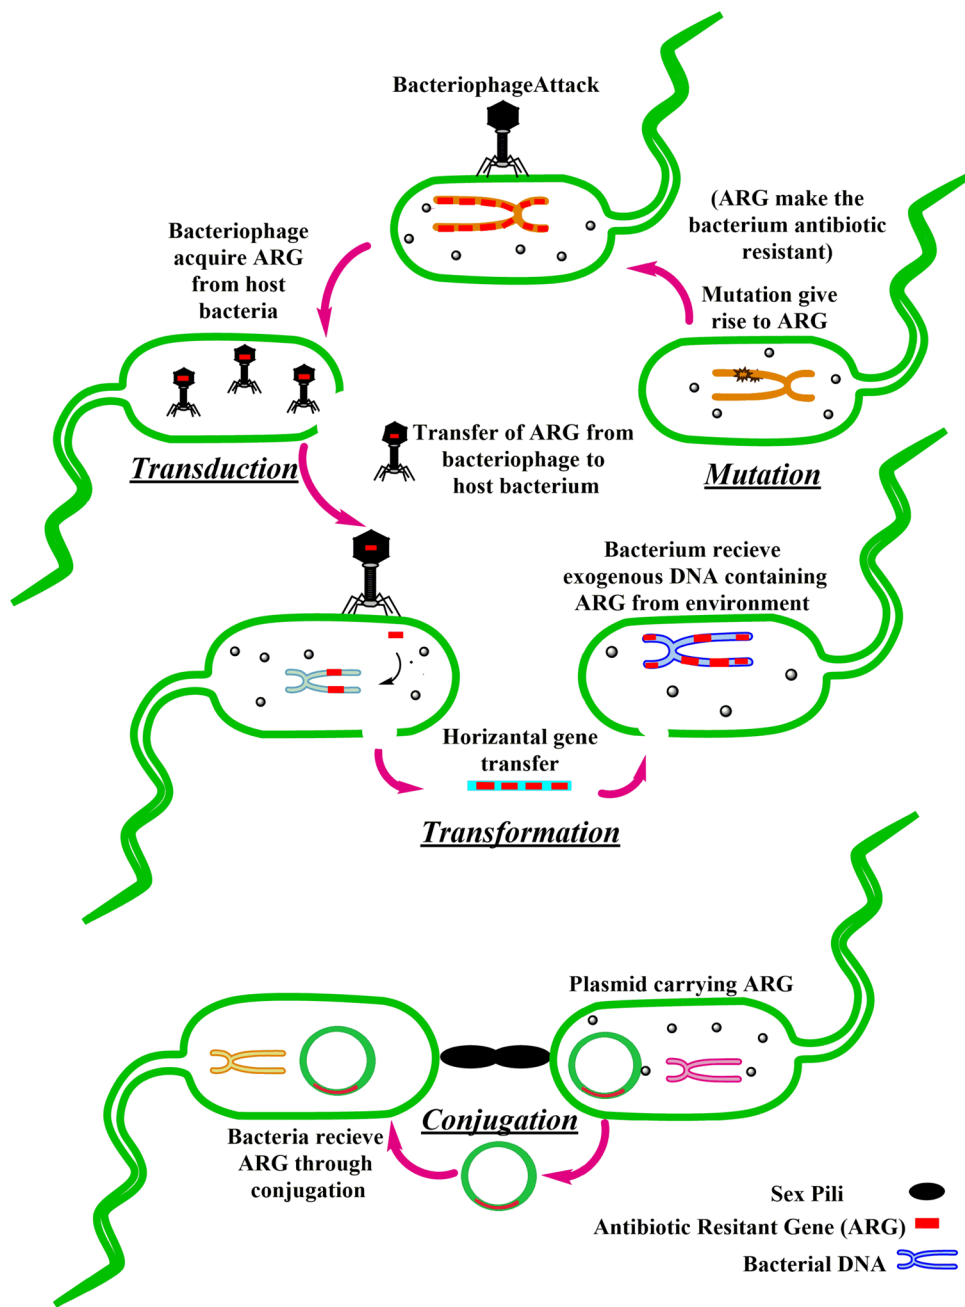 BacteriophageAttack
(ARG make the
bacterium antibiotic
resistant)
Bacteriophage
acquire ARG
from host
bacteria
Mutation give
rise to ARG
Transduction
Transfer of ARG from
bacteriophage to
host bacterium
Mutation
Bacterium recieve
exogenous DNA containing
ARG from environment
Horizantal gene
transfer
Transformation
Plasmid carrying ARG
Conjugation
Bacteria recieve
ARG through
conjugation
Sex Pili
Antibiotic Resitant Gene (ARG)
Bacterial DNA